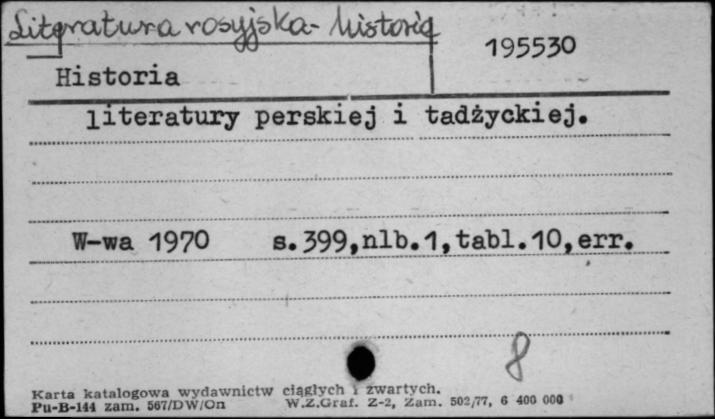 Literatura rosyjska - historia
195530
Historia
literatury perskiej i tadżyckiej.
W-wa 1970 s.399,nlb.1,tabl.10,err.
8
Karta katalogowa wydawnictw ciągłych i zwartych.
Pu-B-144 zam. 567/DW/On W.Z.Graf. Z-2, Zam. 502/77, 6 400 000